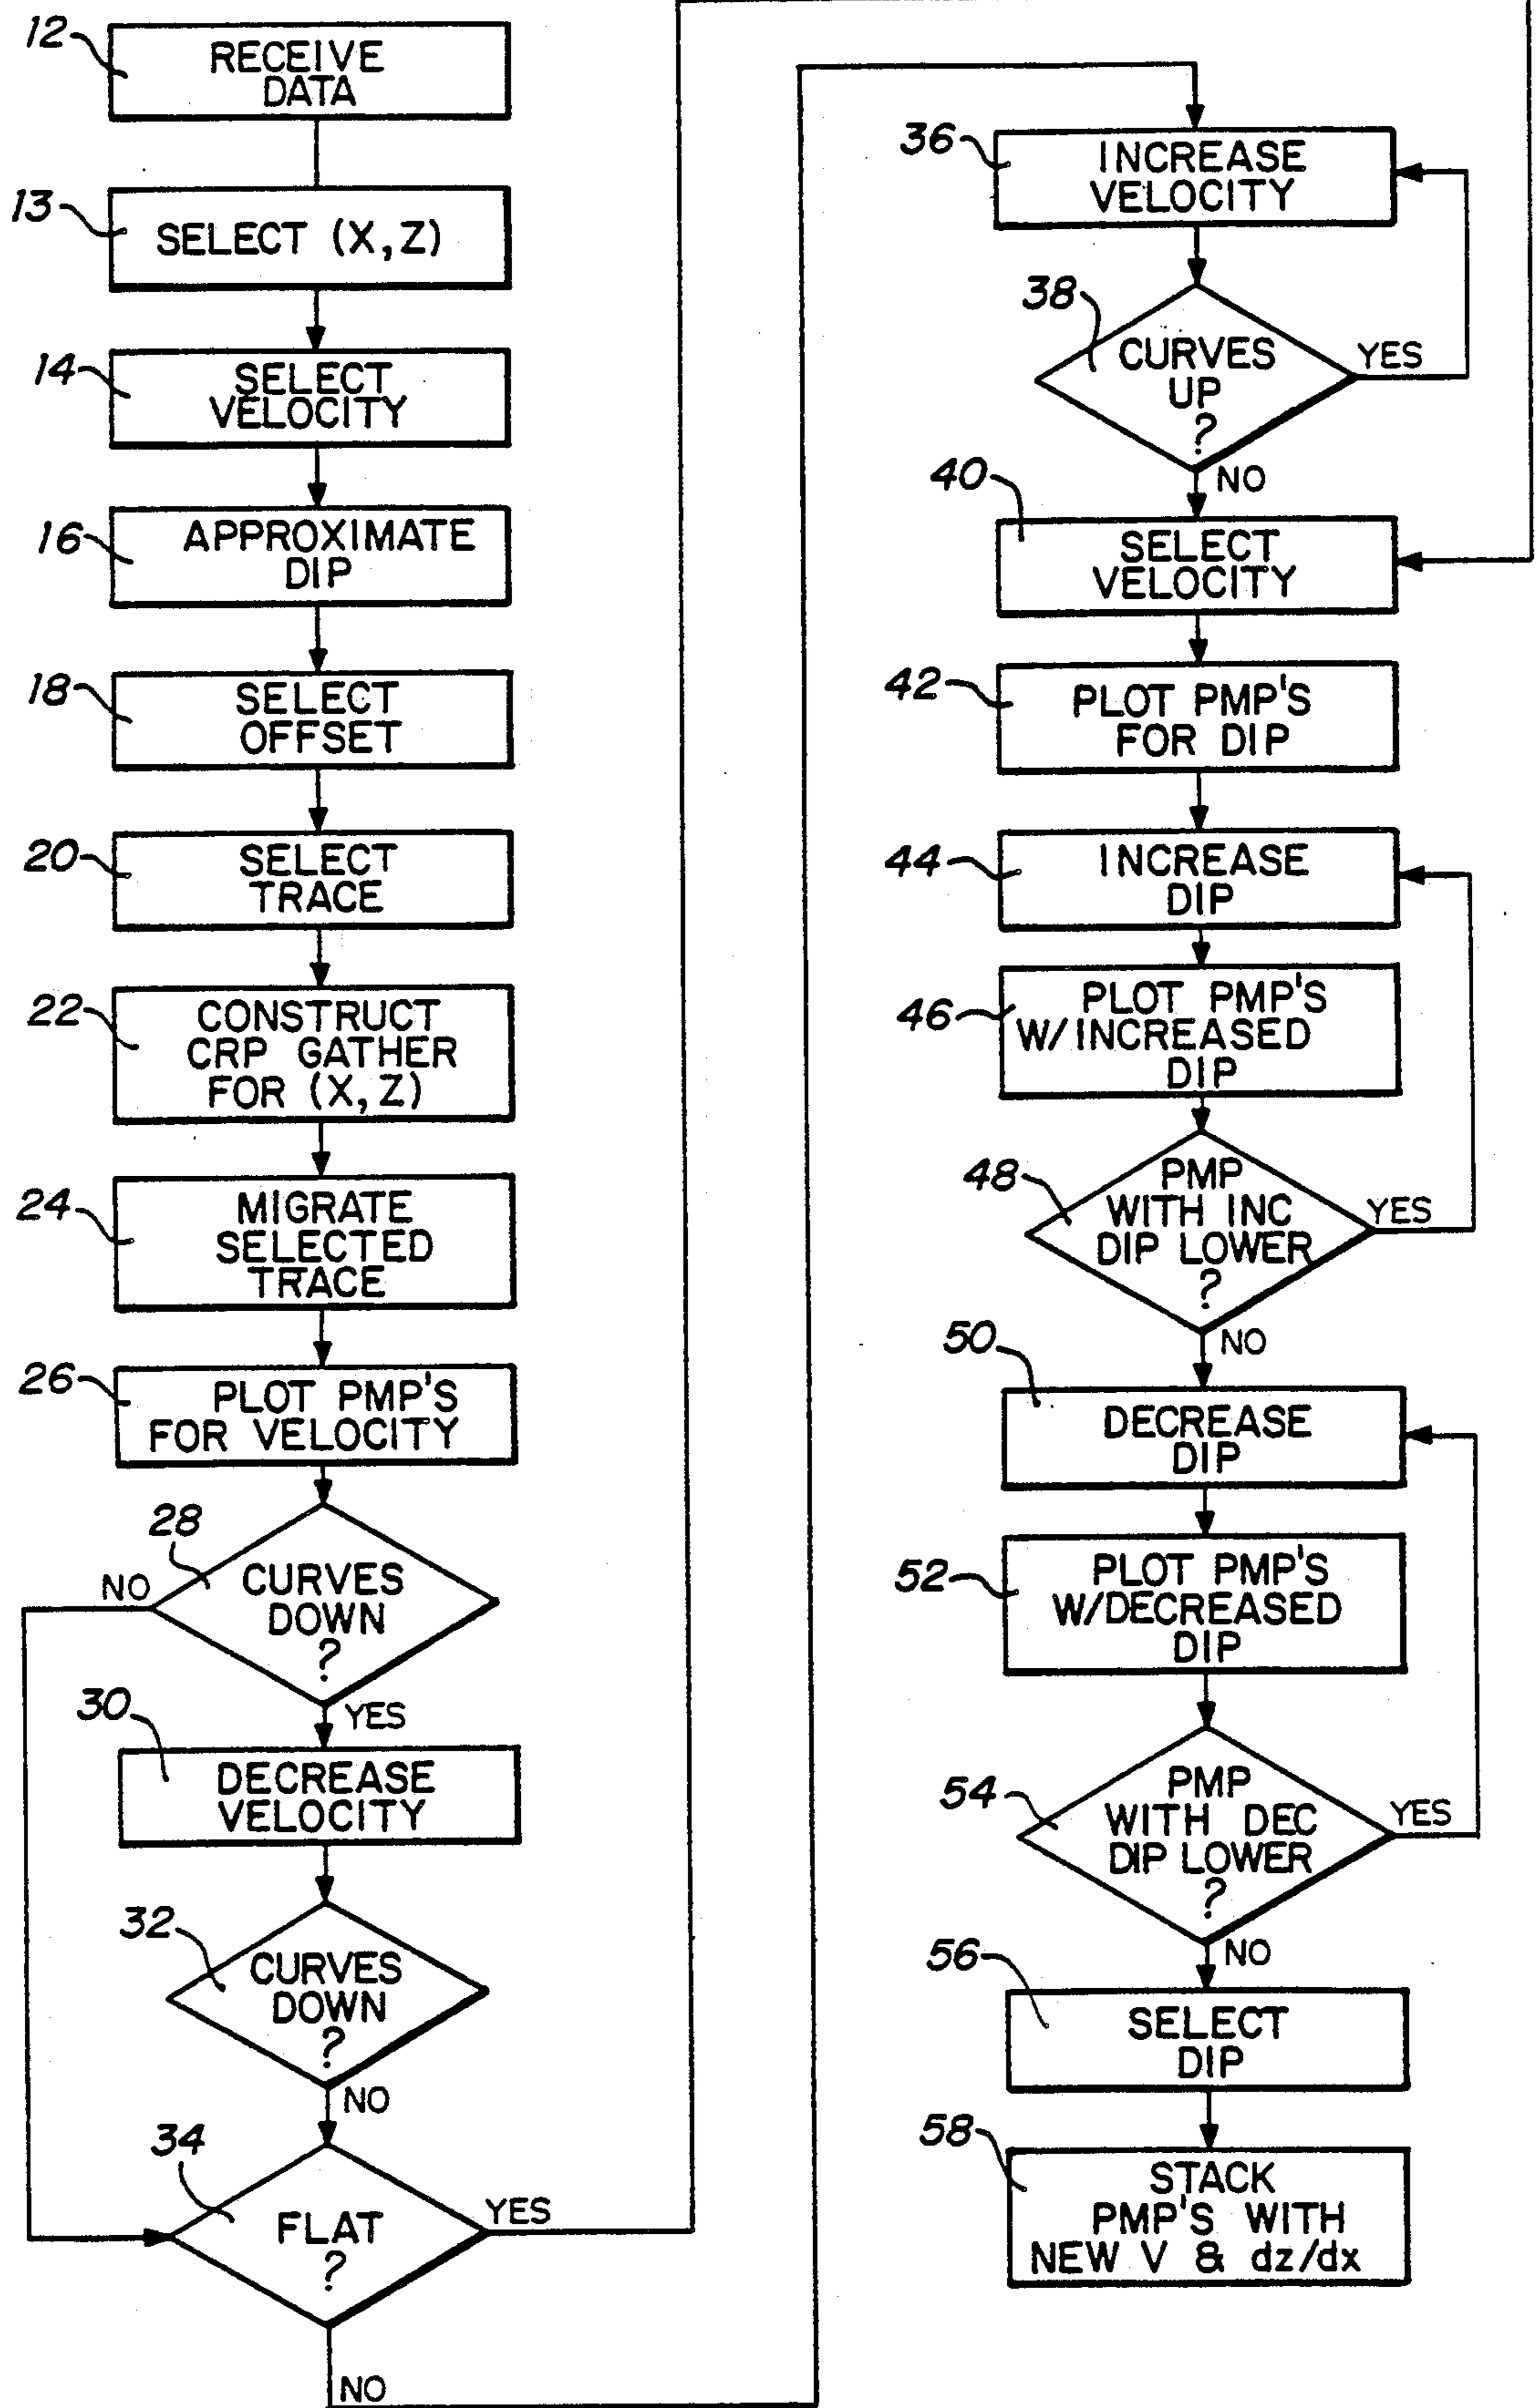 12
RECEIVE
DATA
13
SELECT (X,Z)
14
SELECT
VELOCITY
16
APPROXIMATE
DIP
18
SELECT
OFFSET
20
SELECT
TRACE
22
CONSTRUCT
CRP GATHER
FOR (X,Z)
24
MIGRATE
SELECTED
TRACE
26
PLOT PMP'S
FOR VELOCITY
28
CURVES
DOWN
?
NO
YES
30
DECREASE
VELOCITY
32
CURVES
DOWN
?
NO
34
FLAT
?
YES
NO
36
INCREASE
VELOCITY
38
CURVES
UP
?
YES
NO
40
SELECT
VELOCITY
42
PLOT PMP'S
FOR DIP
44
INCREASE
DIP
46
PLOT PMP'S
W/INCREASED
DIP
48
PMP
WITH INC
DIP LOWER
?
YES
NO
50
DECREASE
DIP
52
PLOT PMP'S
W/DECREASED
DIP
54
PMP
WITH DEC
DIP LOWER
?
YES
NO
56
SELECT
DIP
58
STACK
PMP'S WITH
NEW V & dz/dx